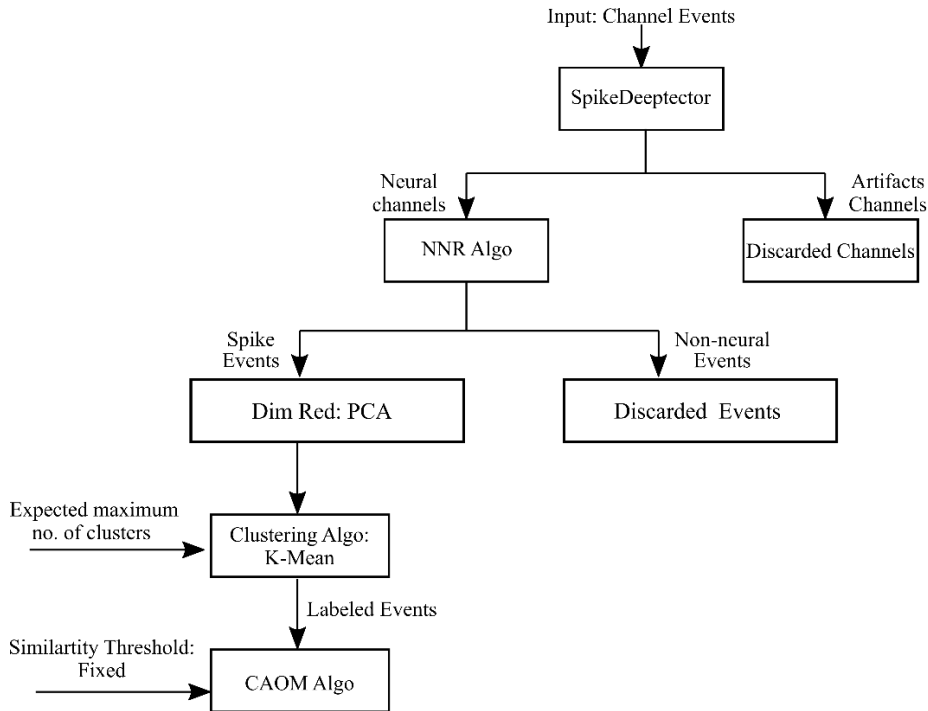 Input: Channel Events
SpikeDeeptector
Neural
channels
Artifacts
Channels
NNR Algo
Discarded Channels
Spike
Events
Non-neural
Events
Dim Red: PCA
Discarded Events
Expected maximum
no. of clusters
Clustering Algo:
K-Mean
Labeled Events
Similartity Threshold:
Fixed
CAOM Algo